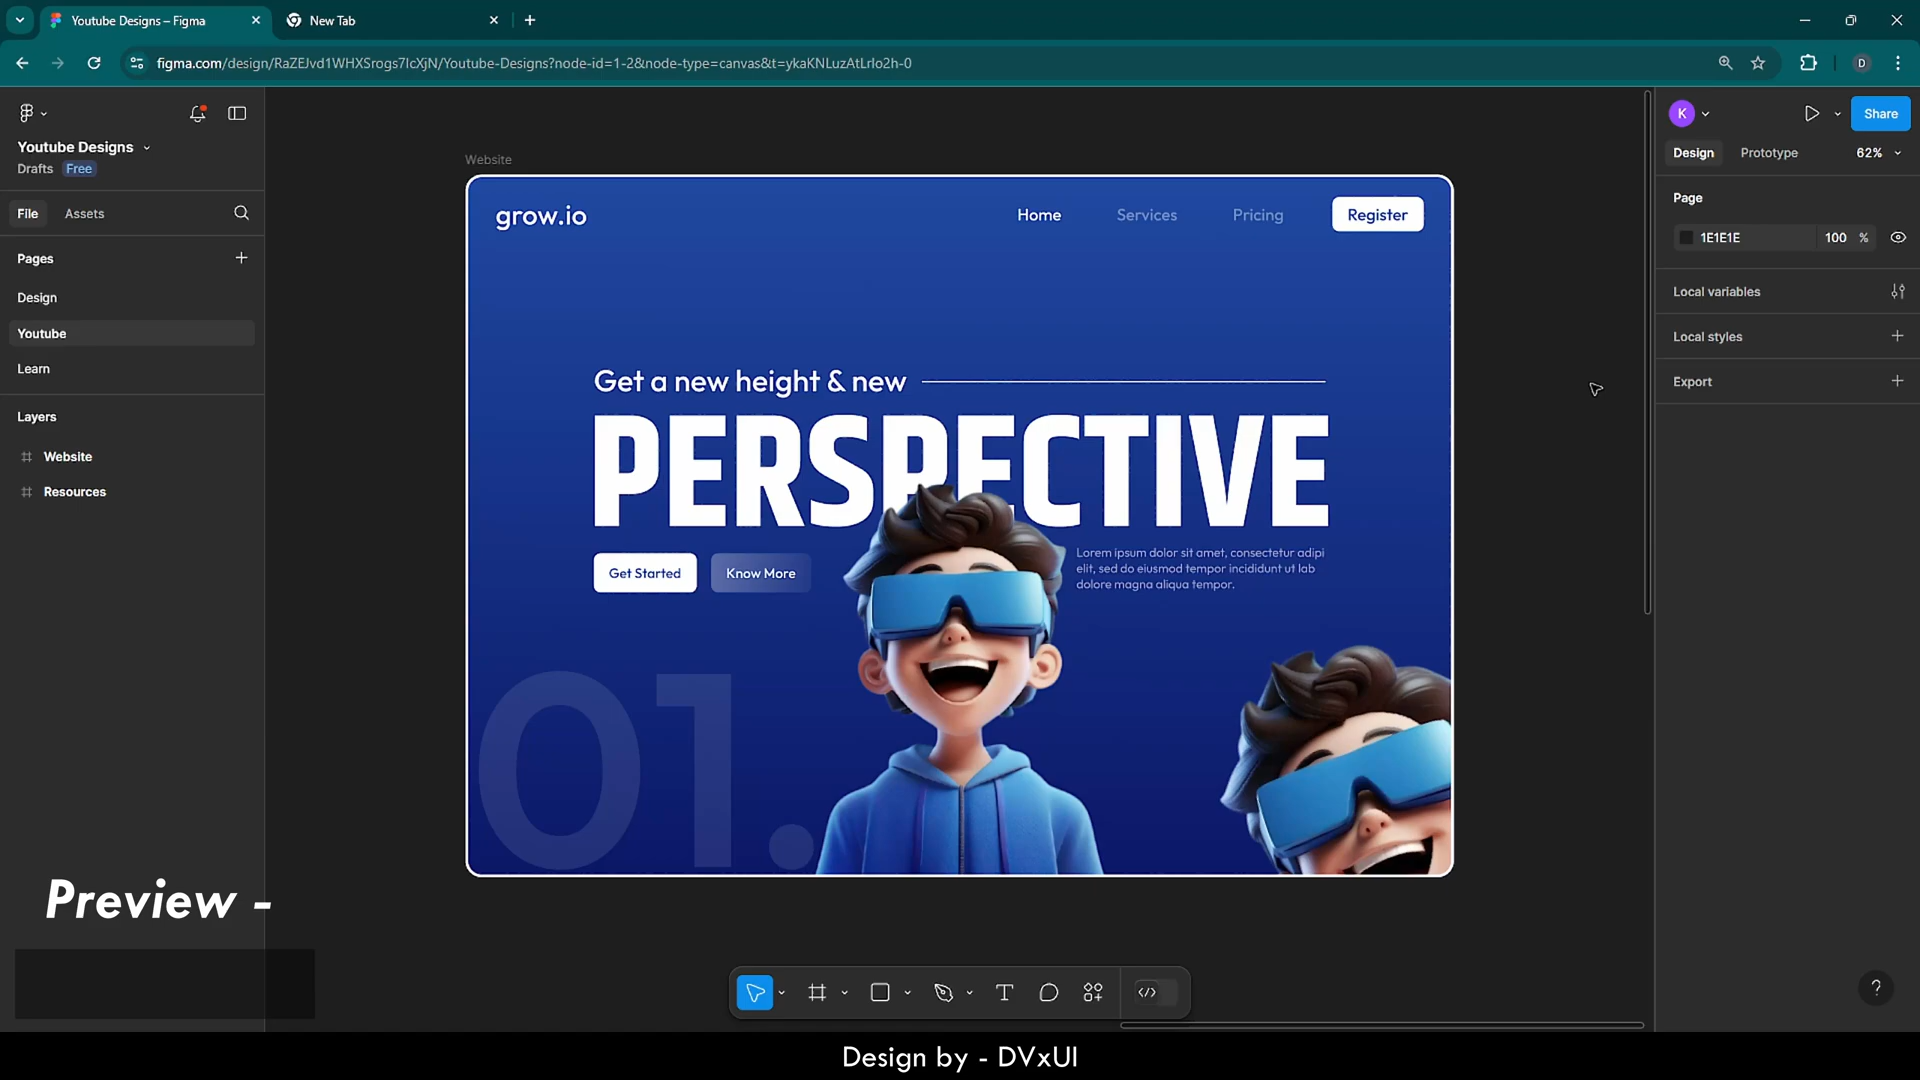 Youtube Designs – Figma
New Tab
figma.com/design/RaZEJvd1WHXSrogs7IcXjN/Youtube-Designs?node-id=1-2&node-type=canvas&t=ykaKNLuzAtLrIo2h-0
D
Youtube Designs
Drafts Free
File Assets
Pages
Design
Youtube
Learn
Layers
Website
Resources
Website
grow.io
Home Services Pricing Register
Get a new height & new
PERSPECTIVE
Get Started Know More
Lorem ipsum dolor sit amet, consectetur adipi
elit, sed do eiusmod tempor incididunt ut lab
dolore magna aliqua tempor.
01.
K
Share
Design Prototype 62%
Page
1E1E1E 100 %
Local variables
Local styles
Export
Preview -
?
Design by - DVxUI